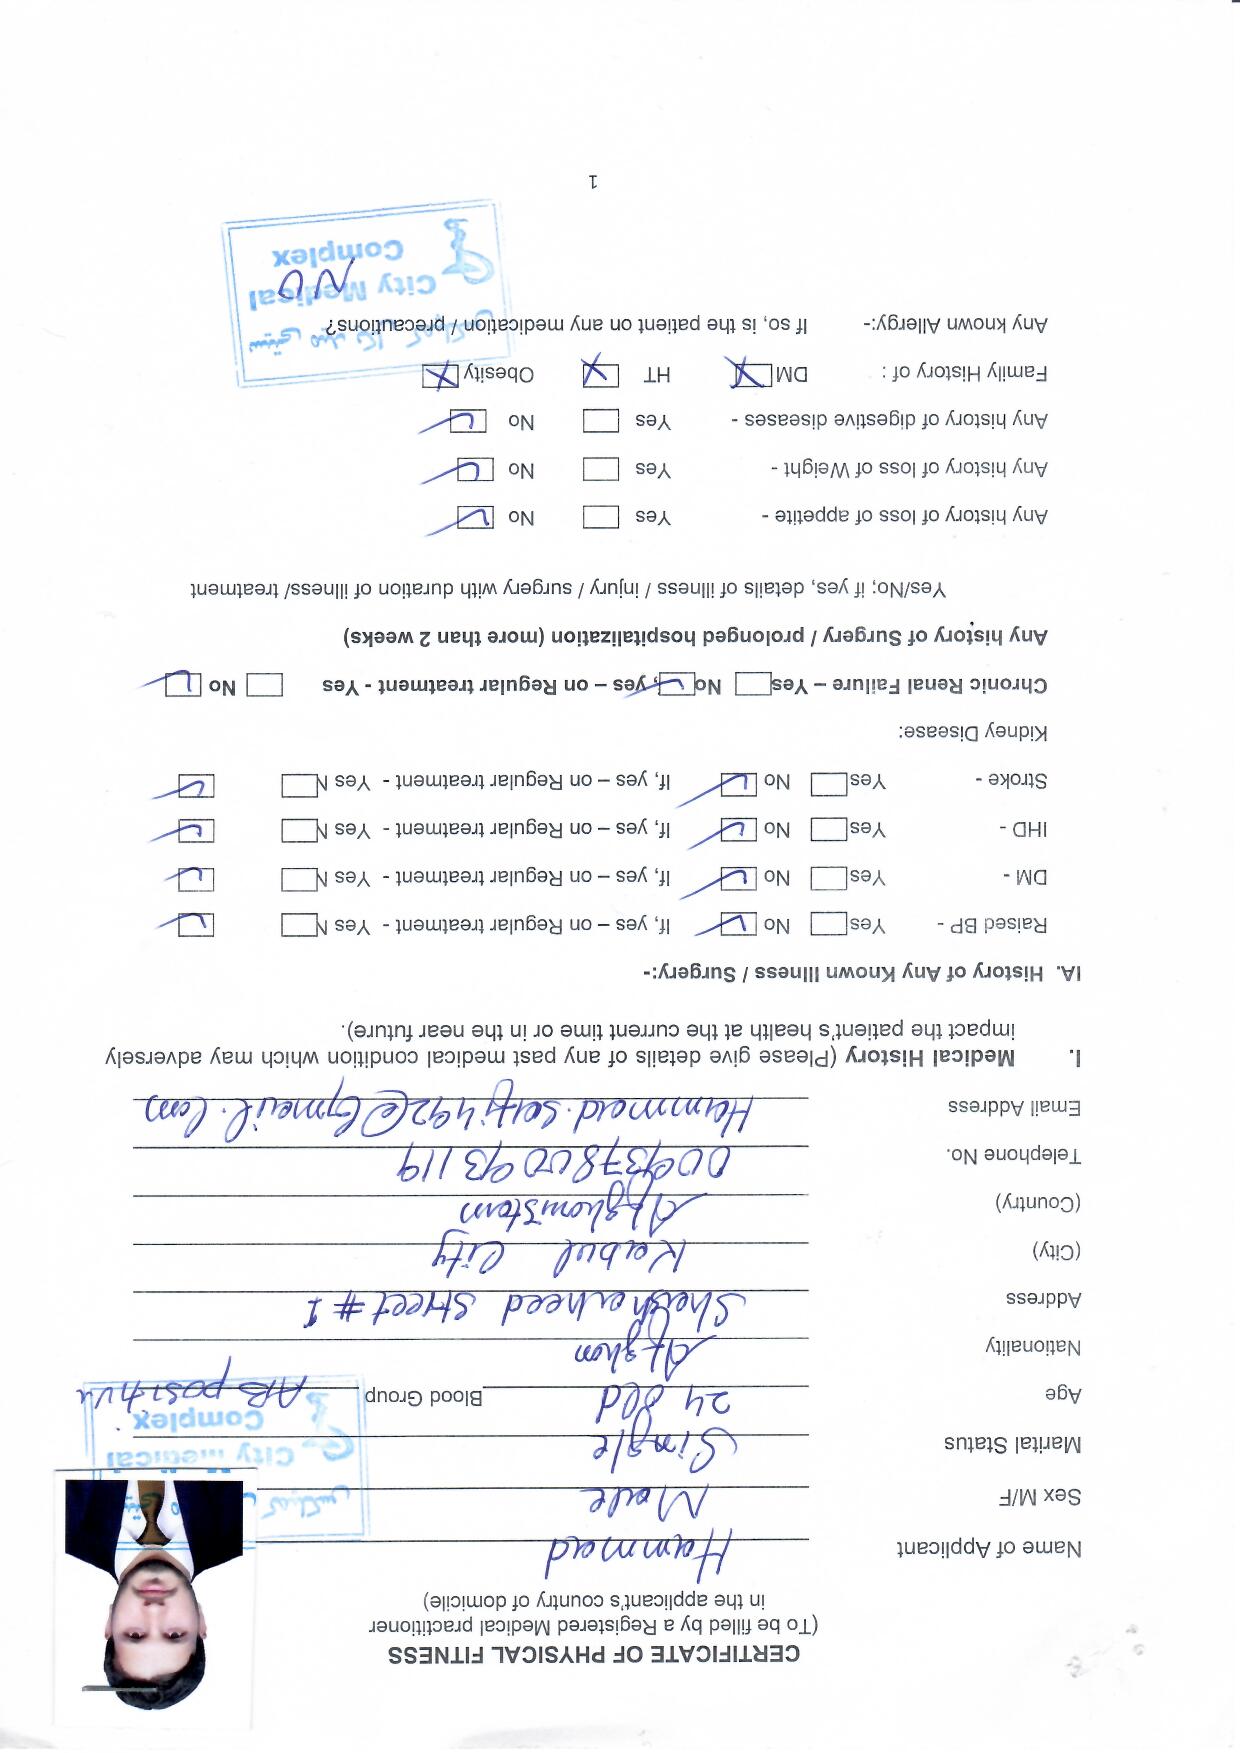 CERTIFICATE OF PHYSICAL FITNESS
(To be filled by a Registered Medical practitioner
in the applicant's country of domicile)
Name of Applicant Hammad
Sex M/F Male
سیتی کمپلکس
Marital Status Single
City Medical
Complex
Age 24 old Blood Group AB positive
Nationality Afghan
Address street # 1
(City) Kabul City
(Country) Afghanistan
Telephone No. 0093780093119
Email Address
I. Medical History (Please give details of any past medical condition which may adversely
impact the patient's health at the current time or in the near future).
IA. History of Any Known Illness / Surgery:-
Raised BP - Yes No If, yes – on Regular treatment - Yes N
DM - Yes No If, yes – on Regular treatment - Yes N
IHD - Yes No If, yes – on Regular treatment - Yes N
Stroke - Yes No If, yes – on Regular treatment - Yes N
Kidney Disease:
Chronic Renal Failure – Yes No , yes – on Regular treatment - Yes No
Any history of Surgery / prolonged hospitalization (more than 2 weeks)
Yes/No; if yes, details of illness / injury / surgery with duration of illness/ treatment
Any history of loss of appetite - Yes No
Any history of loss of Weight - Yes No
Any history of digestive diseases - Yes No
Family History of : DM HT Obesity
سیتی میدیکل کمپلکس
Any known Allergy:- If so, is the patient on any medication / precautions?
NO
City Medical
Complex
1